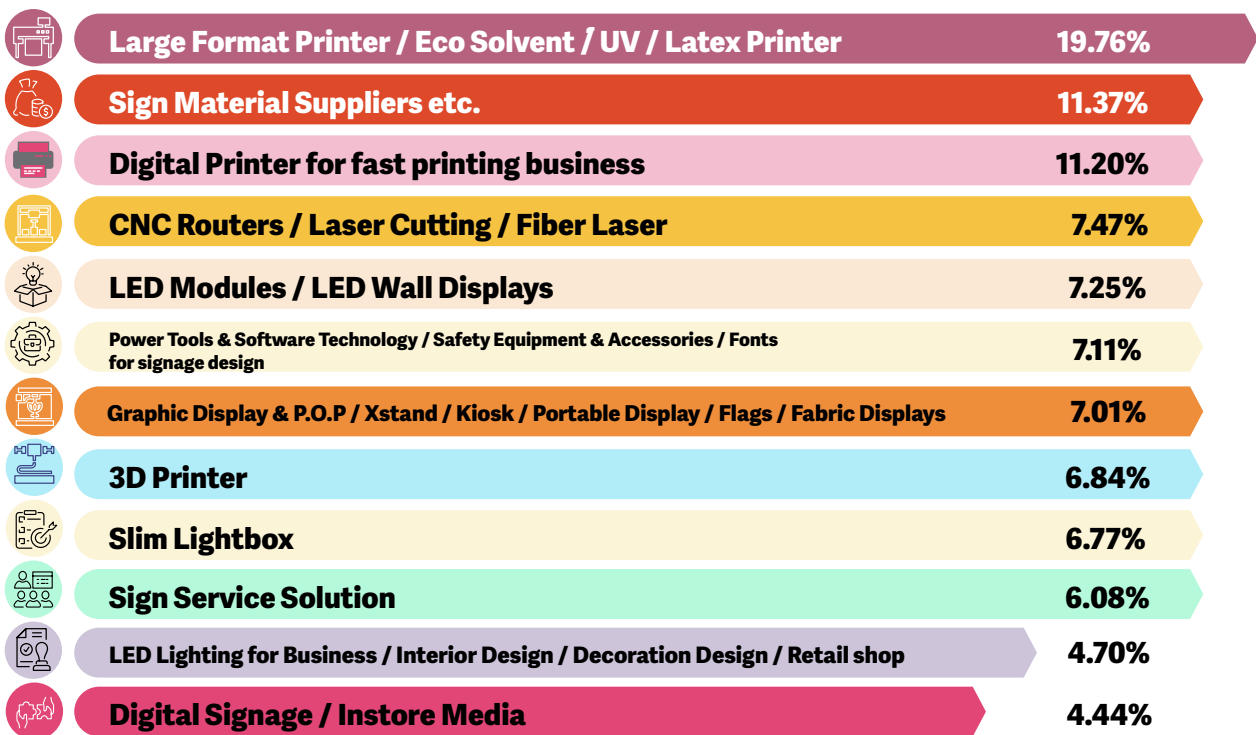 Large Format Printer / Eco Solvent / UV / Latex Printer 19.76%
Sign Material Suppliers etc. 11.37%
Digital Printer for fast printing business 11.20%
CNC Routers / Laser Cutting / Fiber Laser 7.47%
LED Modules / LED Wall Displays 7.25%
Power Tools & Software Technology / Safety Equipment & Accessories / Fonts
for signage design 7.11%
Graphic Display & P.O.P / Xstand / Kiosk / Portable Display / Flags / Fabric Displays 7.01%
3D Printer 6.84%
Slim Lightbox 6.77%
Sign Service Solution 6.08%
LED Lighting for Business / Interior Design / Decoration Design / Retail shop 4.70%
Digital Signage / Instore Media 4.44%